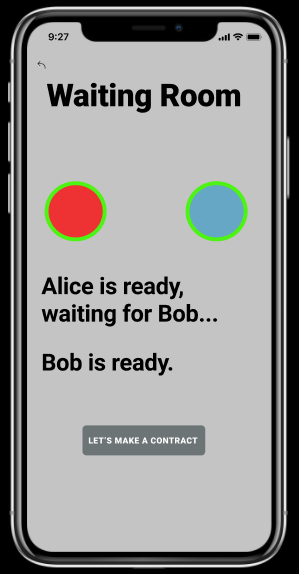 9:27
Waiting Room
Alice is ready,
waiting for Bob...
Bob is ready.
LET'S MAKE A CONTRACT